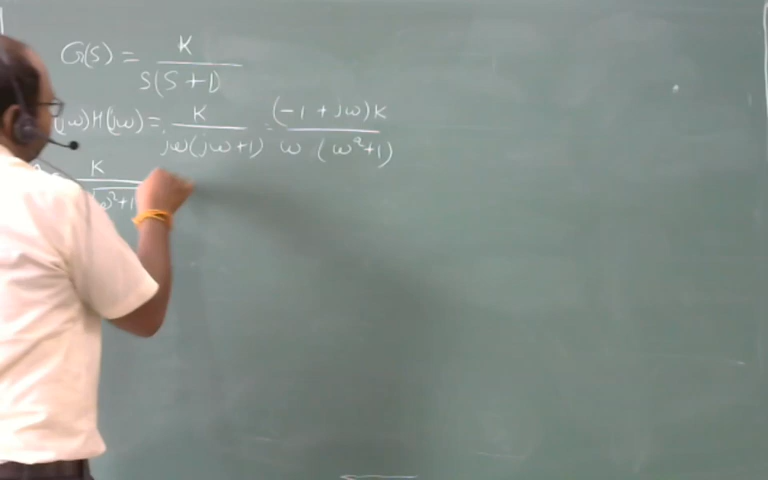 G(S) = K / S(S+1)
(jω)H(jω) = K / jω(jω+1) = (-1+jω)K / ω (ω²+1)
K / √ω²+1